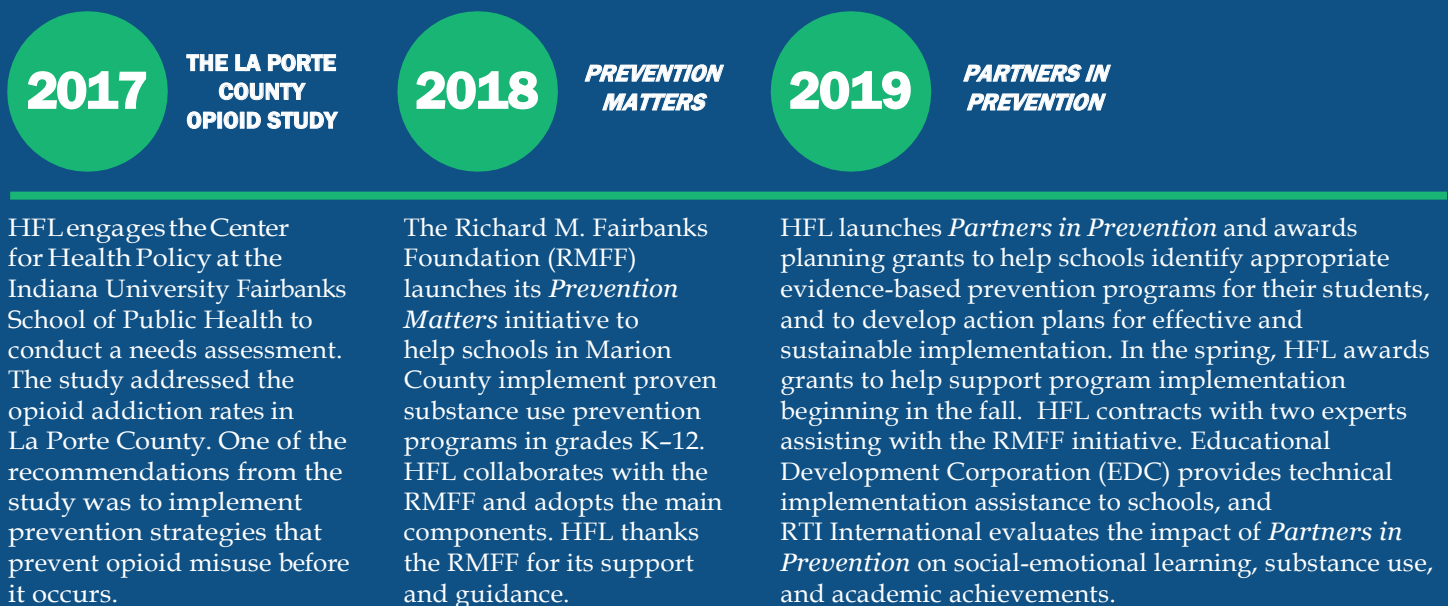 2017
THE LA PORTE
COUNTY
OPIOID STUDY
HFL engages the Center
for Health Policy at the
Indiana University Fairbanks
School of Public Health to
conduct a needs assessment.
The study addressed the
opioid addiction rates in
La Porte County. One of the
recommendations from the
study was to implement
prevention strategies that
prevent opioid misuse before
it occurs.
2018
PREVENTION
MATTERS
The Richard M. Fairbanks
Foundation (RMFF)
launches its Prevention
Matters initiative to
help schools in Marion
County implement proven
substance use prevention
programs in grades K–12.
HFL collaborates with the
RMFF and adopts the main
components. HFL thanks
the RMFF for its support
and guidance.
2019
PARTNERS IN
PREVENTION
HFL launches Partners in Prevention and awards
planning grants to help schools identify appropriate
evidence-based prevention programs for their students,
and to develop action plans for effective and
sustainable implementation. In the spring, HFL awards
grants to help support program implementation
beginning in the fall.  HFL contracts with two experts
assisting with the RMFF initiative. Educational
Development Corporation (EDC) provides technical
implementation assistance to schools, and
RTI International evaluates the impact of Partners in
Prevention on social-emotional learning, substance use,
and academic achievements.